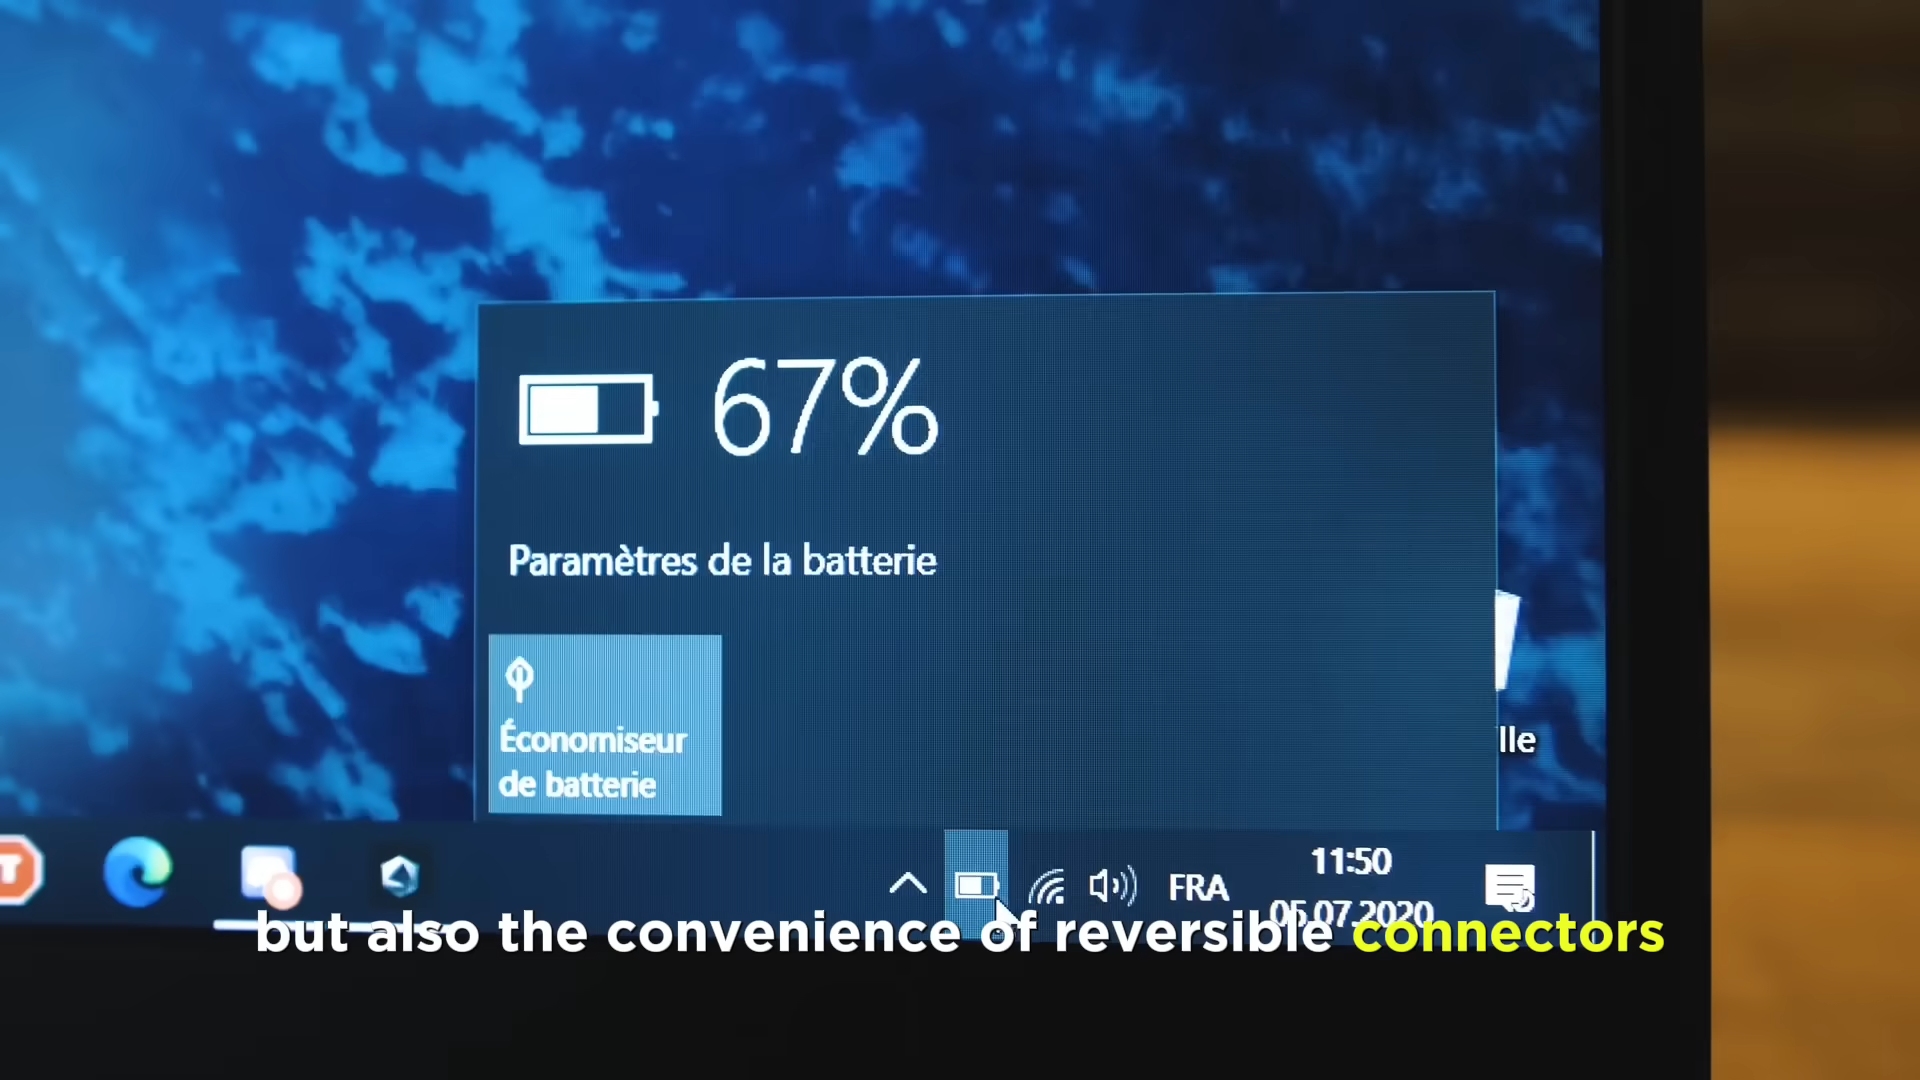 67%
Paramètres de la batterie
Économiseur
de batterie
lle
T
FRA
11:50
05.07.2020
but also the convenience of reversible connectors